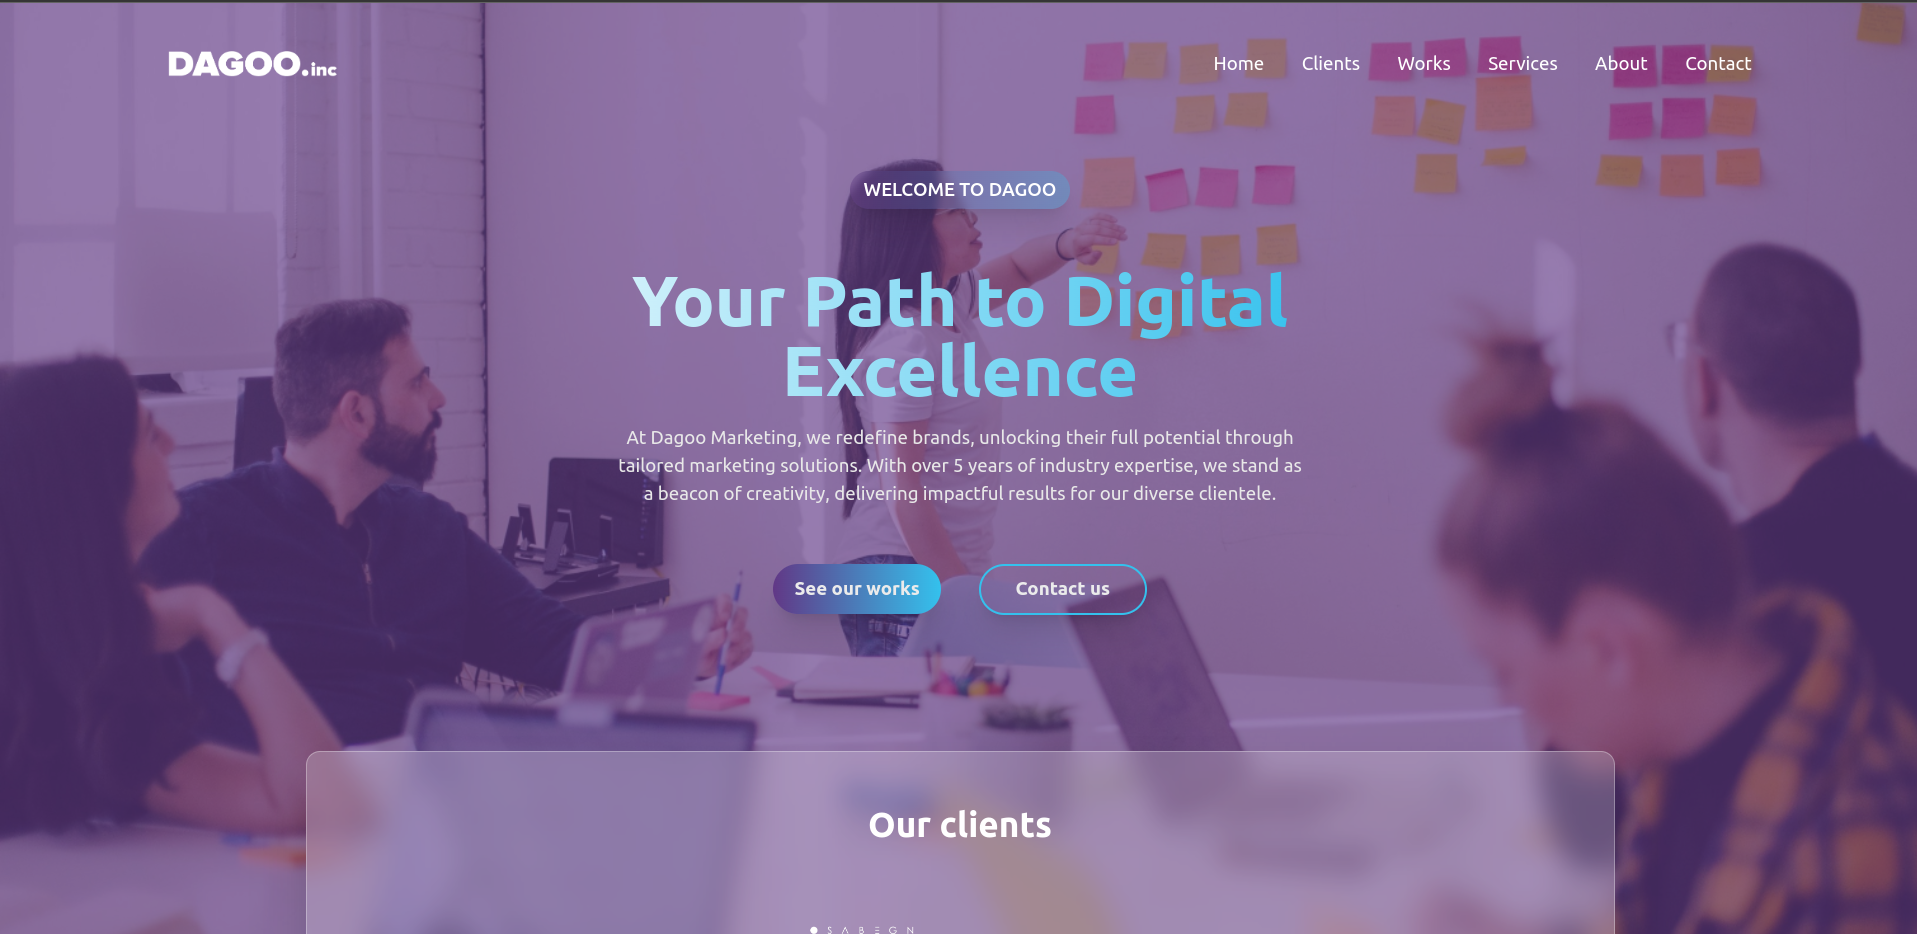 DAGOO.inc
Home Clients Works Services About Contact
WELCOME TO DAGOO
Your Path to Digital
Excellence
At Dagoo Marketing, we redefine brands, unlocking their full potential through
tailored marketing solutions. With over 5 years of industry expertise, we stand as
a beacon of creativity, delivering impactful results for our diverse clientele.
See our works Contact us
Our clients
SABEGN